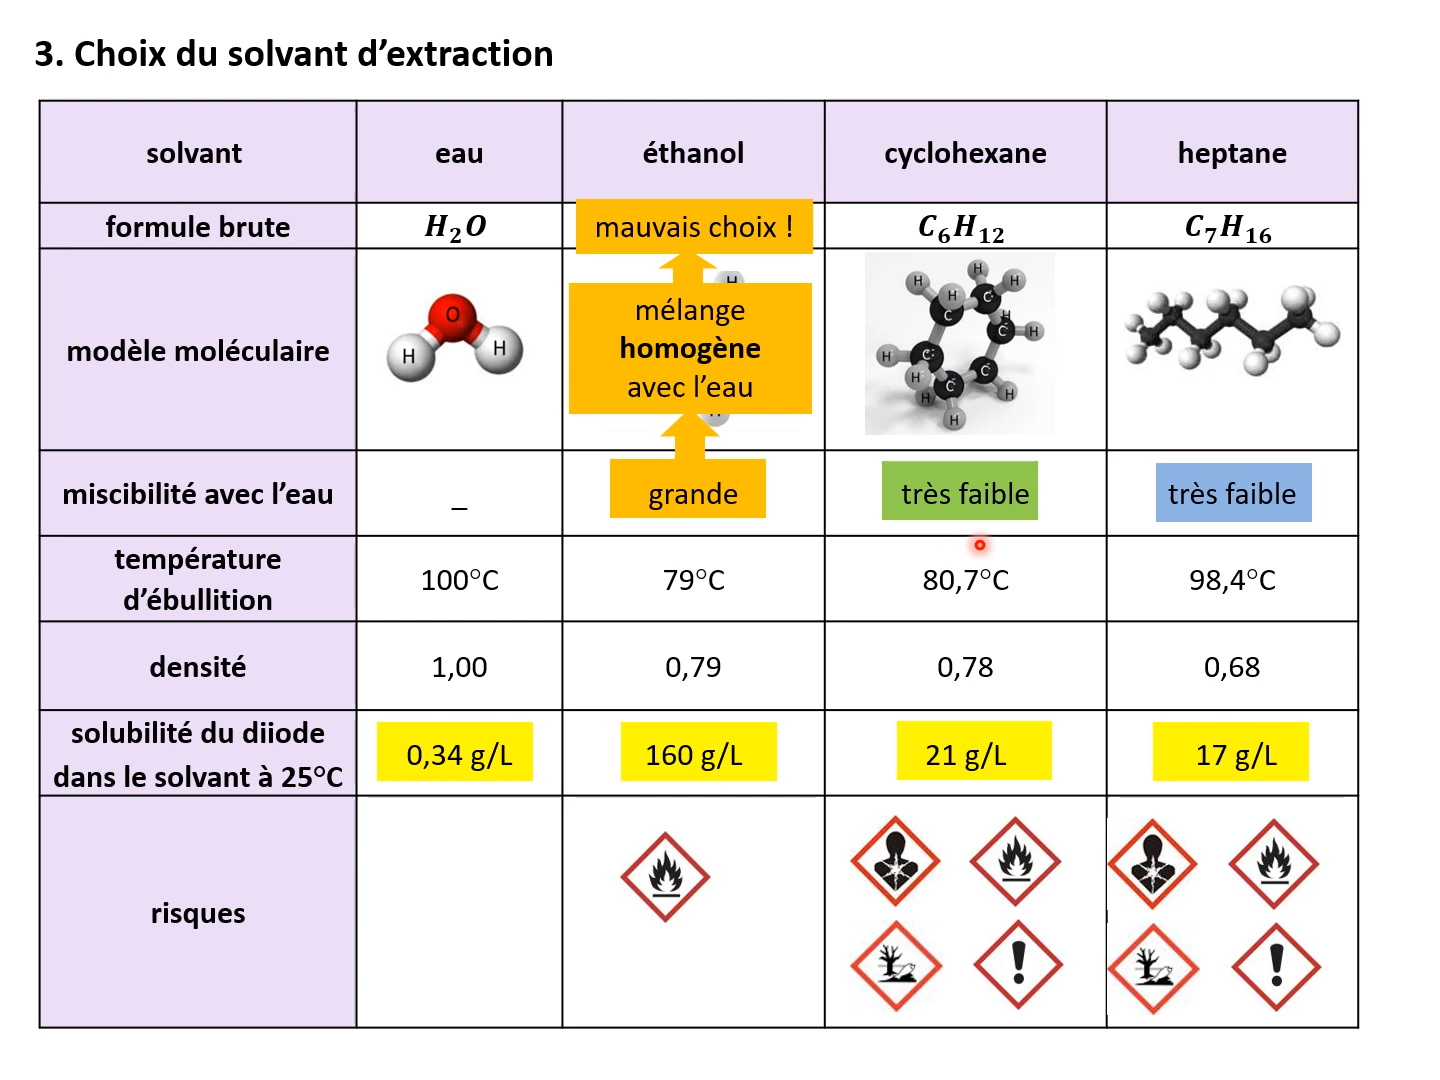 3. Choix du solvant d’extraction
solvant
eau
éthanol
cyclohexane
heptane
formule brute
H₂O
mauvais choix !
C₆H₁₂
C₇H₁₆
modèle moléculaire
O
H
H
H
mélange
homogène
avec l’eau
H
H
H
H
H
C
H
C
H
C
H
C
H
C
H
C
H
H
H
miscibilité avec l’eau
_
grande
très faible
très faible
température
d’ébullition
100°C
79°C
80,7°C
98,4°C
densité
1,00
0,79
0,78
0,68
solubilité du diiode
dans le solvant à 25°C
0,34 g/L
160 g/L
21 g/L
17 g/L
risques